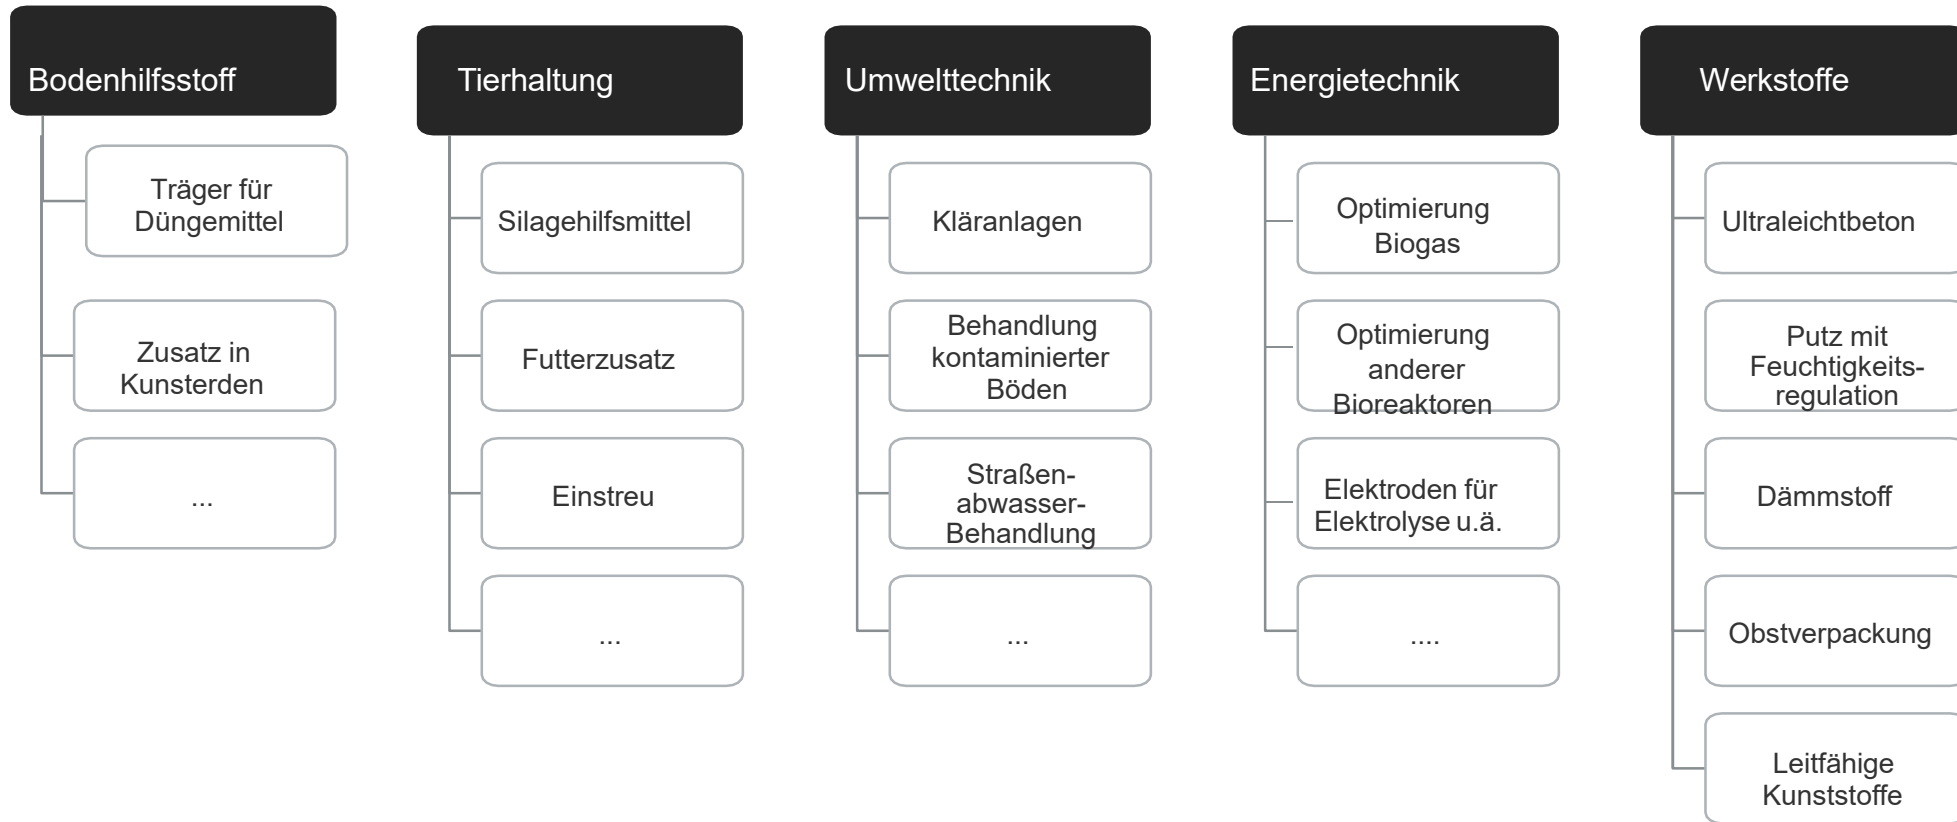 Bodenhilfsstoff
Träger für
Düngemittel
Zusatz in
Kunsterden
...
Tierhaltung
Silagehilfsmittel
Futterzusatz
Einstreu
...
Umwelttechnik
Kläranlagen
Behandlung
kontaminierter
Böden
Straßen-
abwasser-
Behandlung
...
Energietechnik
Optimierung
Biogas
Optimierung
anderer
Bioreaktoren
Elektroden für
Elektrolyse u.ä.
....
Werkstoffe
Ultraleichtbeton
Putz mit
Feuchtigkeits-
regulation
Dämmstoff
Obstverpackung
Leitfähige
Kunststoffe